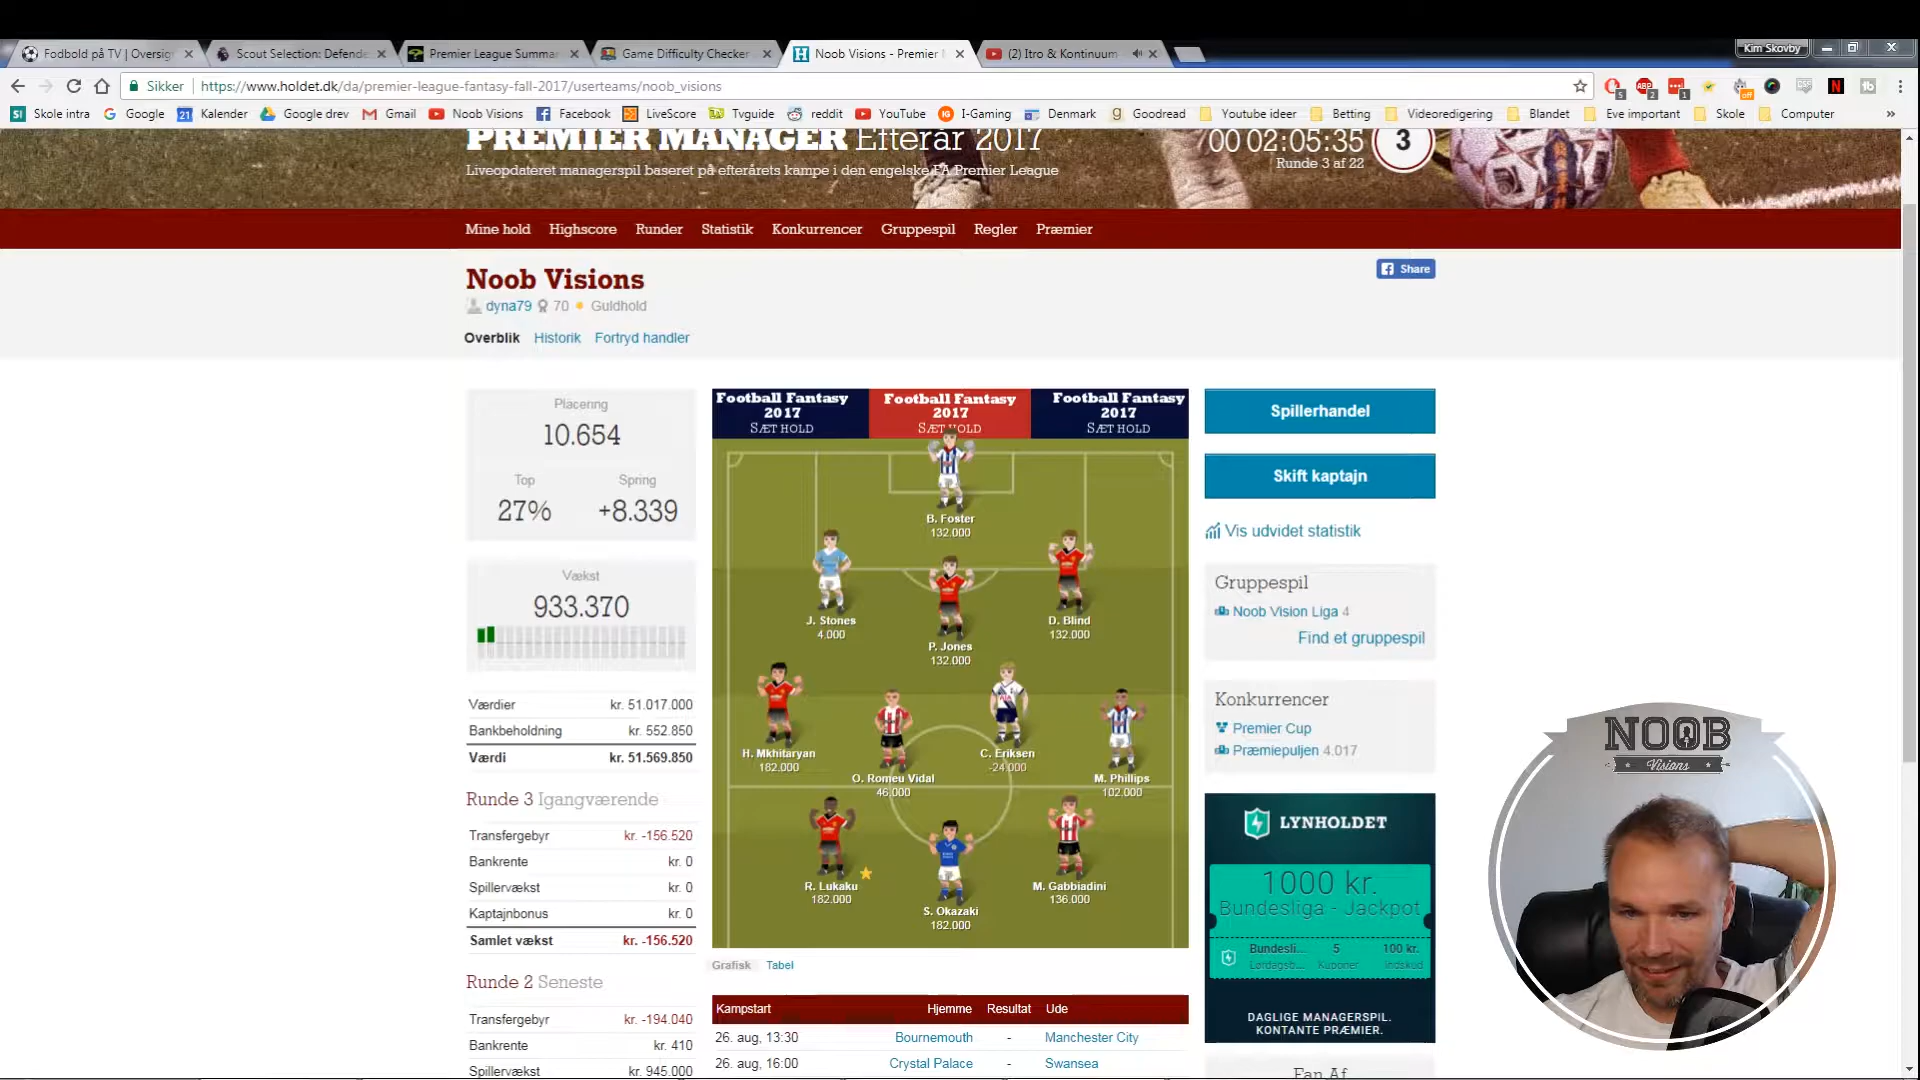 Fodbold på TV | Oversig
Scout Selection: Defende
Premier League Summa
Game Difficulty Checker
Noob Visions - Premier
(2) Itro & Kontinuum
Kim Skovby
Sikker
https://www.holdet.dk/da/premier-league-fantasy-fall-2017/userteams/noob_visions
Skole intra
Google
Kalender
Google drev
Gmail
Noob Visions
Facebook
LiveScore
Tvguide
reddit
YouTube
I-Gaming
Denmark
Goodread
Youtube ideer
Betting
Videoredigering
Blandet
Eve important
Skole
Computer
PREMIER MANAGER Efterår 2017
Liveopdateret managerspil baseret på efterårets kampe i den engelske FA Premier League
00 02:05:35
Runde 3 af 22
3
Mine hold
Highscore
Runder
Statistik
Konkurrencer
Gruppespil
Regler
Præmier
Noob Visions
dyna79 70 Guldhold
Share
Overblik
Historik
Fortryd handler
Placering
10.654
Top
Spring
27%
+8.339
Vækst
933.370
Værdier kr. 51.017.000
Bankbeholdning kr. 552.850
Værdi kr. 51.569.850
Runde 3 Igangværende
Transfergebyr kr. -156.520
Bankrente kr. 0
Spillervækst kr. 0
Kaptajnbonus kr. 0
Samlet vækst kr. -156.520
Runde 2 Seneste
Transfergebyr kr. -194.040
Bankrente kr. 410
Spillervækst kr. 945.000
Football Fantasy
2017
SÆT HOLD
Football Fantasy
2017
SÆT HOLD
Football Fantasy
2017
SÆT HOLD
B. Foster
132.000
J. Stones
4.000
P. Jones
132.000
D. Blind
132.000
H. Mkhitaryan
182.000
O. Romeu Vidal
46.000
C. Eriksen
-24.000
M. Phillips
102.000
R. Lukaku
182.000
S. Okazaki
182.000
M. Gabbiadini
136.000
Grafisk
Tabel
Kampstart Hjemme Resultat Ude
26. aug, 13:30 Bournemouth - Manchester City
26. aug, 16:00 Crystal Palace - Swansea
Spillerhandel
Skift kaptajn
Vis udvidet statistik
Gruppespil
Noob Vision Liga 4
Find et gruppespil
Konkurrencer
Premier Cup
Præmiepuljen 4.017
LYNHOLDET
1000 kr.
Bundesliga - Jackpot
Bundesli... 5 100 kr.
Lørdagsb... Kuponer Indskud
DAGLIGE MANAGERSPIL.
KONTANTE PRÆMIER.
Fan Af
NOOB
Visions